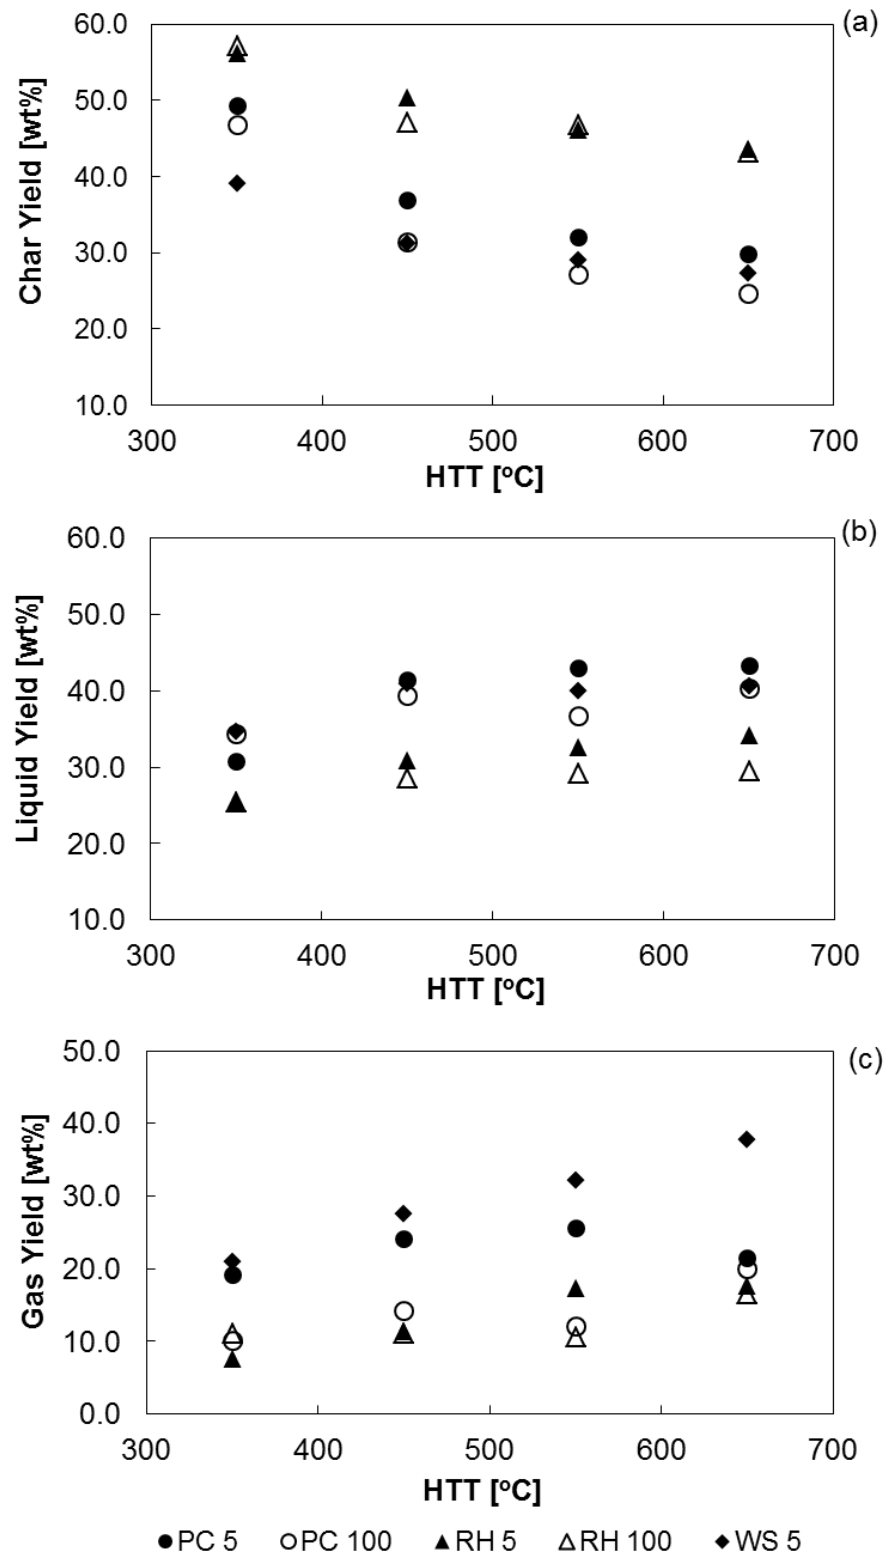 (a)
Char Yield [wt%]
60.0
50.0
40.0
30.0
20.0
10.0
300 400 500 600 700
HTT [ºC]
(b)
Liquid Yield [wt%]
60.0
50.0
40.0
30.0
20.0
10.0
300 400 500 600 700
HTT [ºC]
(c)
Gas Yield [wt%]
50.0
40.0
30.0
20.0
10.0
0.0
300 400 500 600 700
HTT [ºC]
PC 5 PC 100 RH 5 RH 100 WS 5